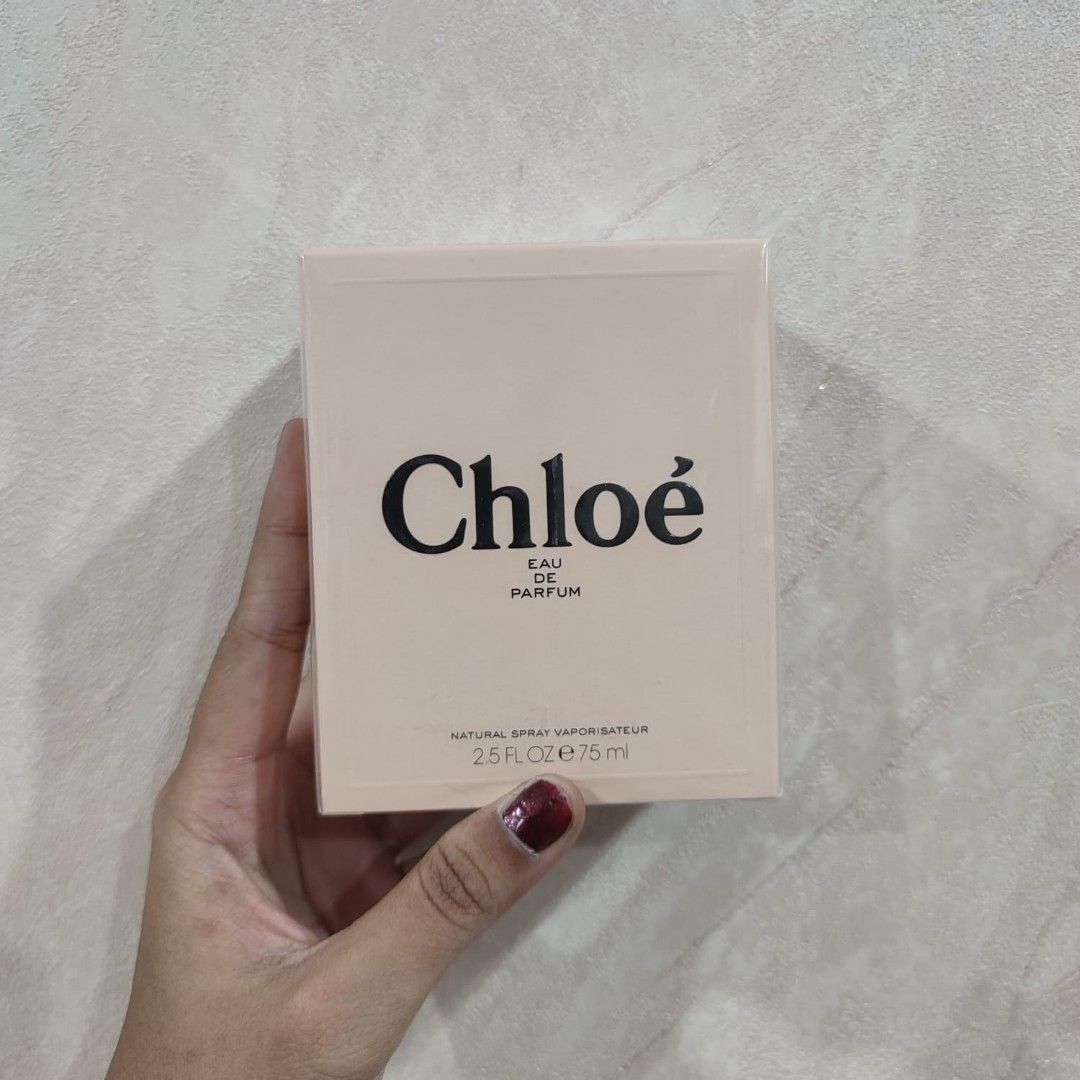 Chloé
EAU
DE
PARFUM
NATURAL SPRAY VAPORISATEUR
2.5 FL OZ e 75 ml